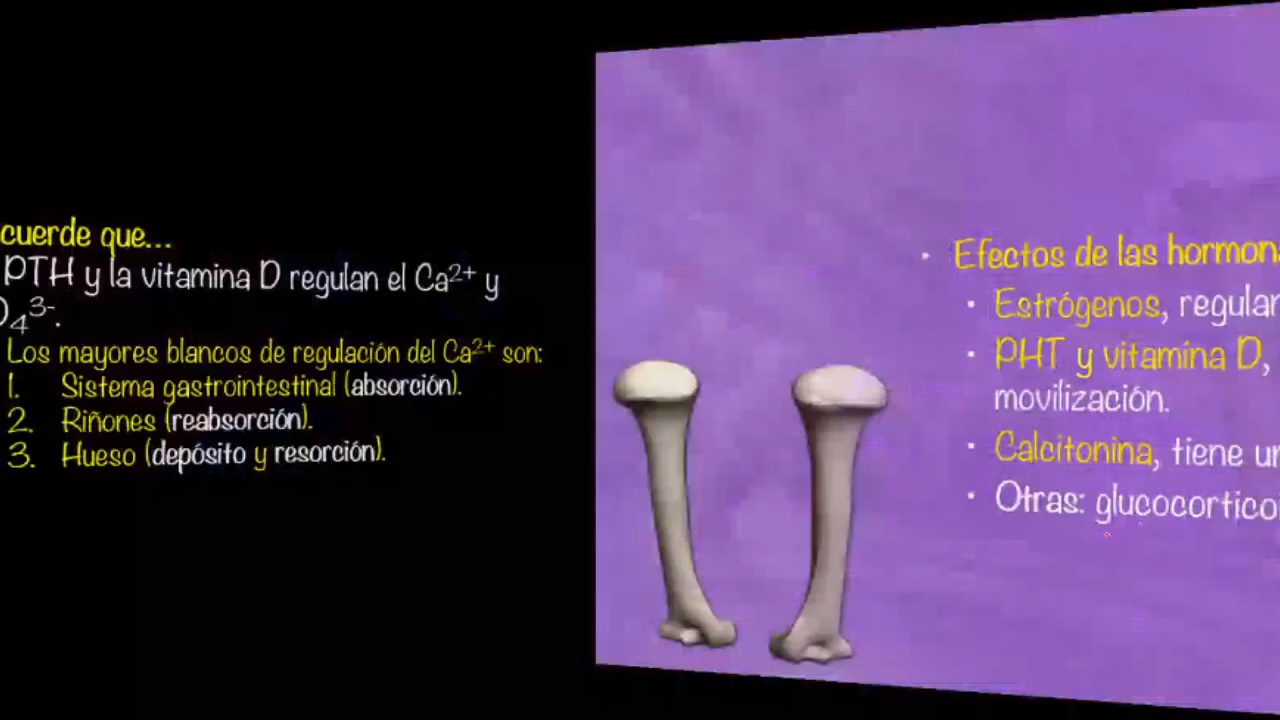 cuerde que...
PTH y la vitamina D regulan el Ca²⁺ y
O₄³⁻.
Los mayores blancos de regulación del Ca²⁺ son:
1. Sistema gastrointestinal (absorción).
2. Riñones (reabsorción).
3. Hueso (depósito y resorción).
• Efectos de las hormona
• Estrógenos, regular
• PHT y vitamina D,
movilización.
• Calcitonina, tiene un
• Otras: glucocortico